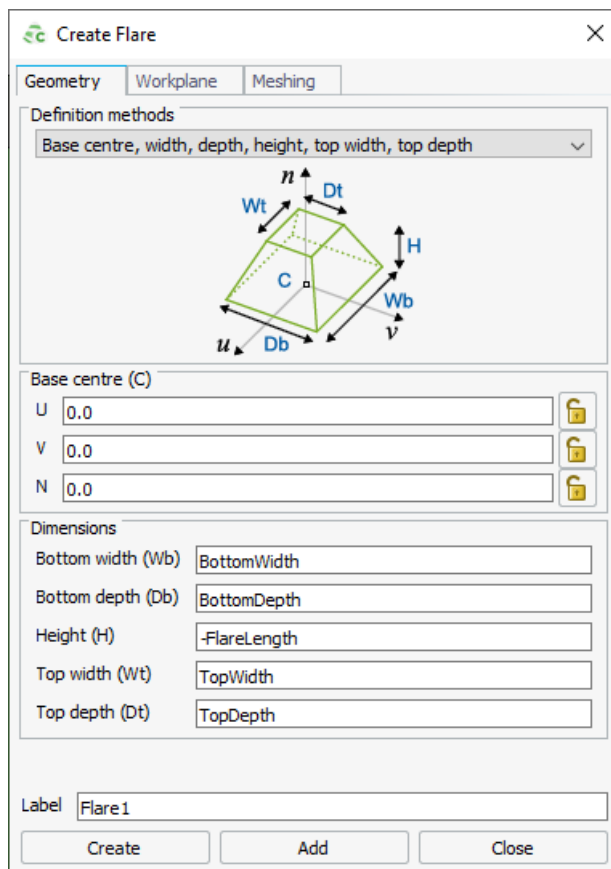 Create Flare
Geometry Workplane Meshing
Definition methods
Base centre, width, depth, height, top width, top depth
n
Wt Dt
H
C
Wb
u Db v
Base centre (C)
U 0.0
V 0.0
N 0.0
Dimensions
Bottom width (Wb) BottomWidth
Bottom depth (Db) BottomDepth
Height (H) -FlareLength
Top width (Wt) TopWidth
Top depth (Dt) TopDepth
Label Flare1
Create Add Close